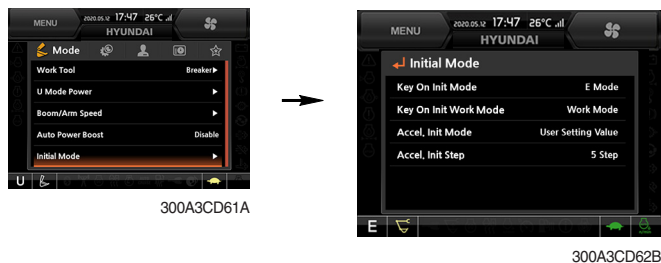 MENU
2020.05.12 17:47 26°C
HYUNDAI
Mode
Work Tool Breaker▶
U Mode Power ▶
Boom/Arm Speed ▶
Auto Power Boost Disable
Initial Mode ▶
U
300A3CD61A
MENU
2020.05.12 17:47 26°C
HYUNDAI
Initial Mode
Key On Init Mode E Mode
Key On Init Work Mode Work Mode
Accel. Init Mode User Setting Value
Accel. Init Step 5 Step
E
300A3CD62B